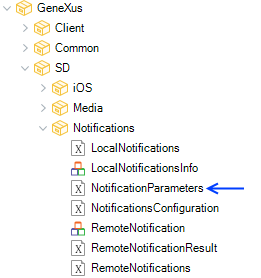 GeneXus
Client
Common
SD
iOS
Media
Notifications
LocalNotifications
LocalNotificationsInfo
NotificationParameters
NotificationsConfiguration
RemoteNotification
RemoteNotificationResult
RemoteNotifications